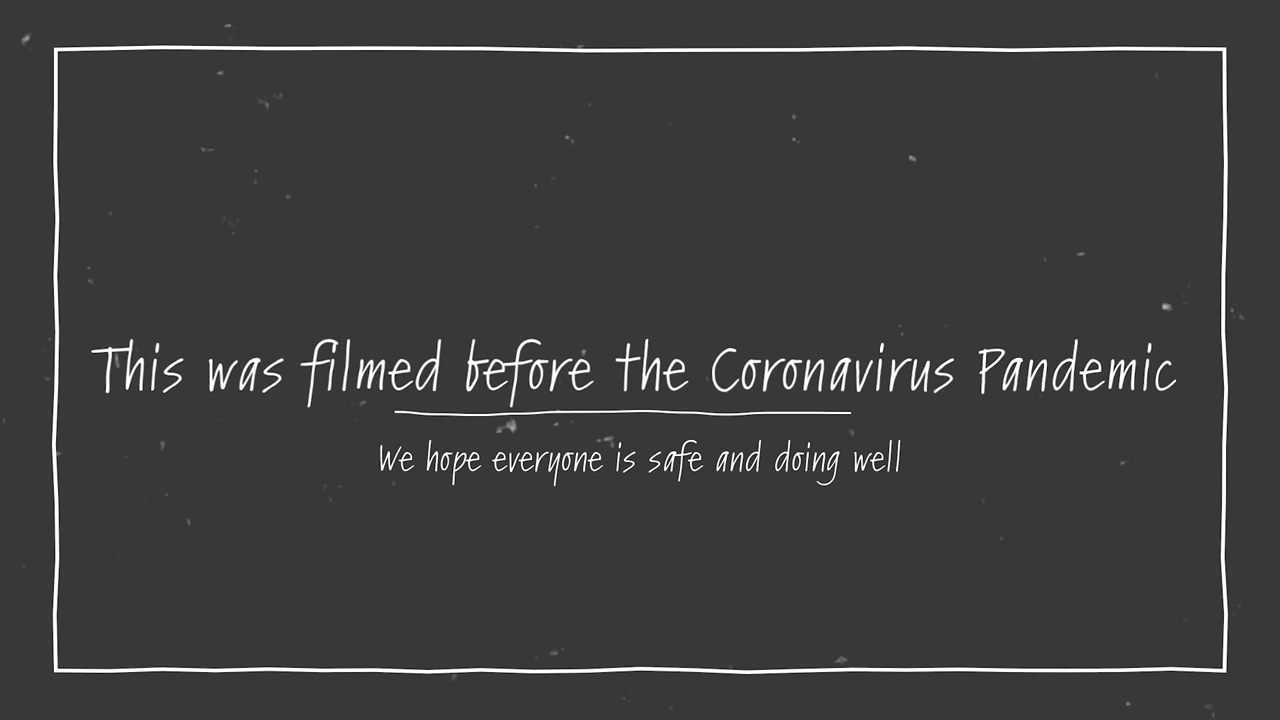 This was filmed before the Coronavirus Pandemic
We hope everyone is safe and doing well